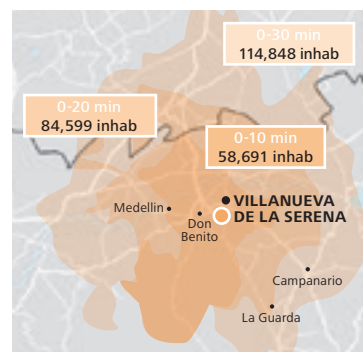 0-30 min
114,848 inhab
0-20 min
84,599 inhab
0-10 min
58,691 inhab
VILLANUEVA
DE LA SERENA
Medellin
Don
Benito
Campanario
La Guarda